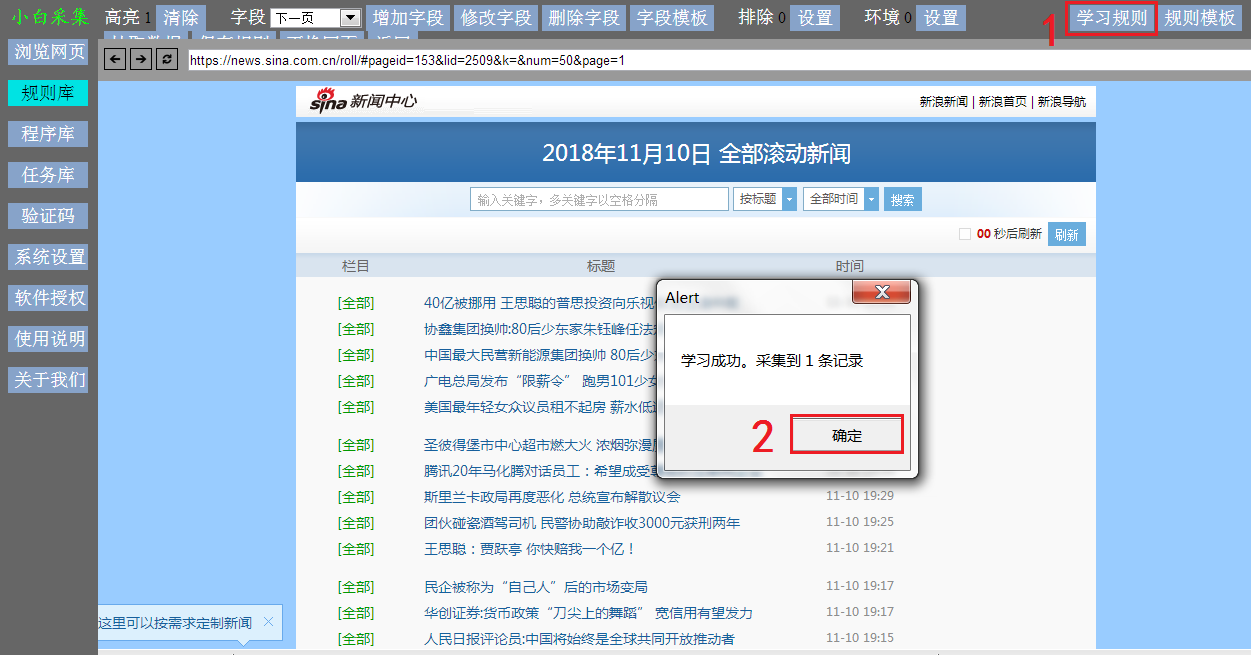 小白采集 高亮 1 清除 字段 下一页 增加字段 修改字段 删除字段 字段模板 排除 0 设置 环境 0 设置 1 学习规则 规则模板
浏览网页 https://news.sina.com.cn/roll/#pageid=153&lid=2509&k=&num=50&page=1
规则库
程序库
任务库
验证码
系统设置
软件授权
使用说明
关于我们
sina 新闻中心 新浪新闻 | 新浪首页 | 新浪导航
2018年11月10日 全部滚动新闻
输入关键字，多关键字以空格分隔 按标题 全部时间 搜索
00 秒后刷新 刷新
栏目 标题 时间
[全部] 40亿被挪用 王思聪的普思投资向乐视
[全部] 协鑫集团换帅:80后少东家朱钰峰任法
[全部] 中国最大民营新能源集团换帅 80后少
[全部] 广电总局发布“限薪令” 跑男101少
[全部] 美国最年轻女众议员租不起房 薪水低
[全部] 圣彼得堡市中心超市燃大火 浓烟弥漫
[全部] 腾讯20年马化腾对话员工：希望成受
[全部] 斯里兰卡政局再度恶化 总统宣布解散议会 11-10 19:29
[全部] 团伙碰瓷酒驾司机 民警协助敲诈收3000元获刑两年 11-10 19:25
[全部] 王思聪：贾跃亭 你快赔我一个亿！ 11-10 19:21
[全部] 民企被称为“自己人”后的市场变局 11-10 19:17
[全部] 华创证券:货币政策“刀尖上的舞蹈” 宽信用有望发力 11-10 19:17
[全部] 人民日报评论员:中国将始终是全球共同开放推动者 11-10 19:15
Alert
学习成功。采集到 1 条记录
2 确定
这里可以按需求定制新闻